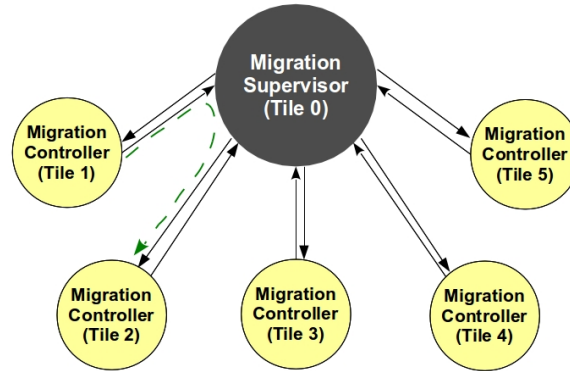 Migration
Supervisor
(Tile 0)
Migration
Controller
(Tile 1)
Migration
Controller
(Tile 5)
Migration
Controller
(Tile 2)
Migration
Controller
(Tile 3)
Migration
Controller
(Tile 4)